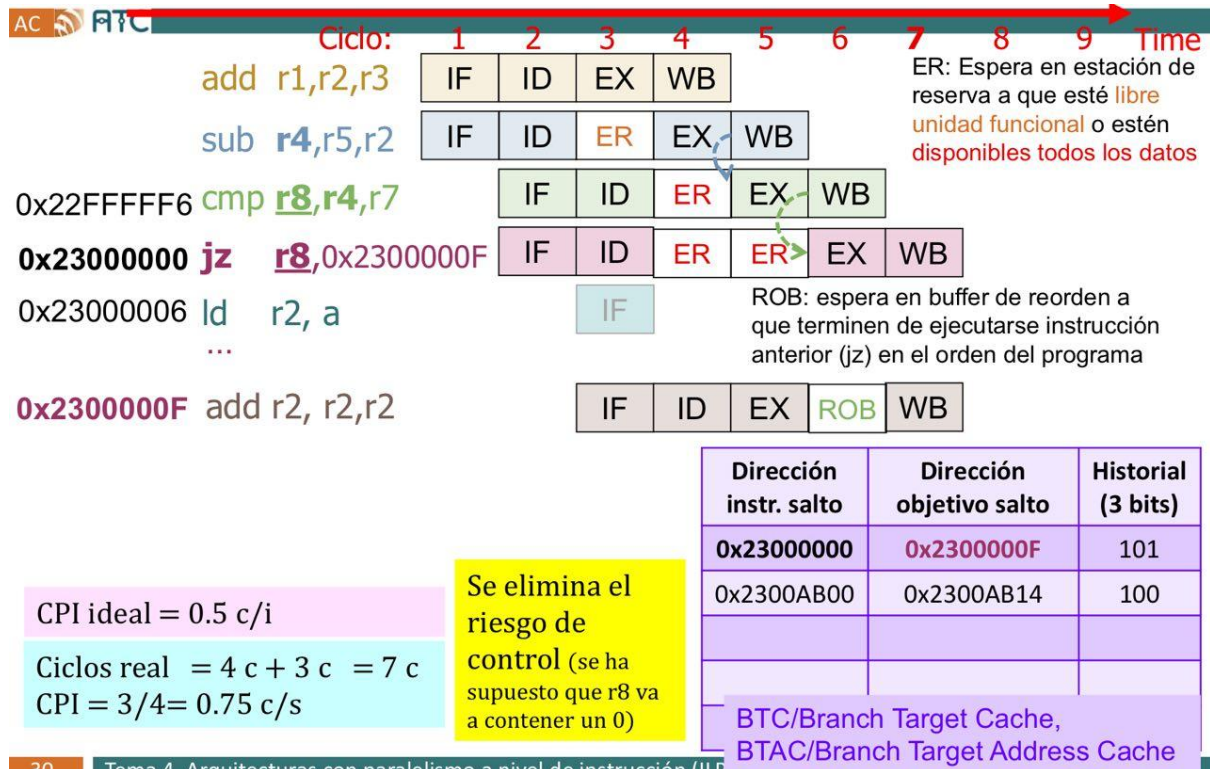 AC ATC
Ciclo: 1 2 3 4 5 6 7 8 9 Time
add r1,r2,r3 IF ID EX WB
sub r4,r5,r2 IF ID ER EX WB
0x22FFFFF6 cmp r8,r4,r7 IF ID ER EX WB
0x23000000 jz r8,0x2300000F IF ID ER ER EX WB
0x23000006 ld r2, a IF
...
0x2300000F add r2, r2,r2 IF ID EX ROB WB
ER: Espera en estación de
reserva a que esté libre
unidad funcional o estén
disponibles todos los datos
ROB: espera en buffer de reorden a
que terminen de ejecutarse instrucción
anterior (jz) en el orden del programa
Dirección instr. salto Dirección objetivo salto Historial (3 bits)
0x23000000 0x2300000F 101
0x2300AB00 0x2300AB14 100
BTC/Branch Target Cache,
BTAC/Branch Target Address Cache
CPI ideal = 0.5 c/i
Ciclos real = 4 c + 3 c = 7 c
CPI = 3/4= 0.75 c/s
Se elimina el
riesgo de
control (se ha
supuesto que r8 va
a contener un 0)
Tema 4. Arquitecturas con paralelismo a nivel de instrucción